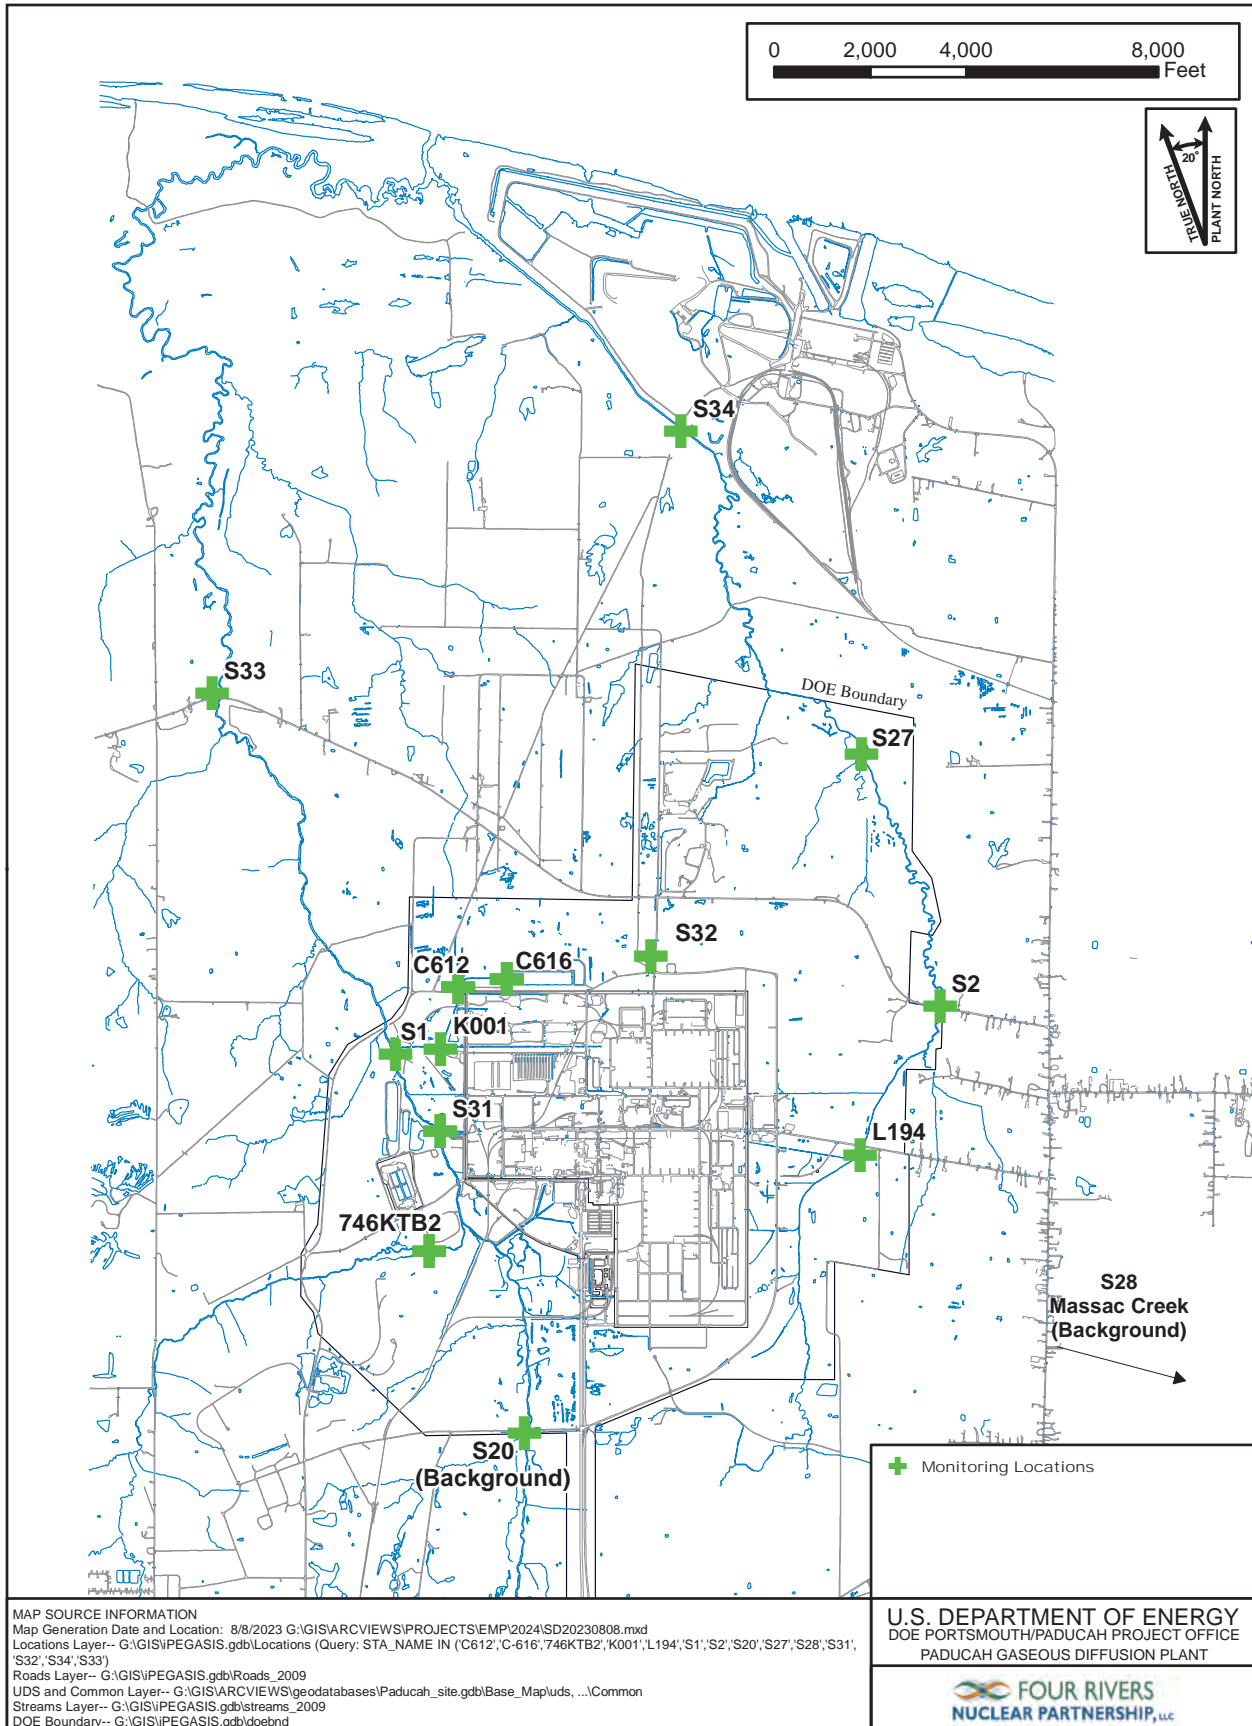 0 2,000 4,000 8,000
Feet
20°
TRUE NORTH
PLANT NORTH
S34
S33
DOE Boundary
S27
S32
C612
C616
S2
S1
K001
S31
L194
746KTB2
S28
Massac Creek
(Background)
S20
(Background)
Monitoring Locations
MAP SOURCE INFORMATION
Map Generation Date and Location: 8/8/2023 G:\GIS\ARCVIEWS\PROJECTS\EMP\2024\SD20230808.mxd
Locations Layer-- G:\GIS\iPEGASIS.gdb\Locations (Query: STA_NAME IN ('C612','C-616','746KTB2','K001','L194','S1','S2','S20','S27','S28','S31',
'S32','S34','S33')
Roads Layer-- G:\GIS\iPEGASIS.gdb\Roads_2009
UDS and Common Layer-- G:\GIS\ARCVIEWS\geodatabases\Paducah_site.gdb\Base_Map\uds, ...\Common
Streams Layer-- G:\GIS\iPEGASIS.gdb\streams_2009
DOE Boundary-- G:\GIS\iPEGASIS.gdb\doebnd
U.S. DEPARTMENT OF ENERGY
DOE PORTSMOUTH/PADUCAH PROJECT OFFICE
PADUCAH GASEOUS DIFFUSION PLANT
FOUR RIVERS
NUCLEAR PARTNERSHIP, LLC